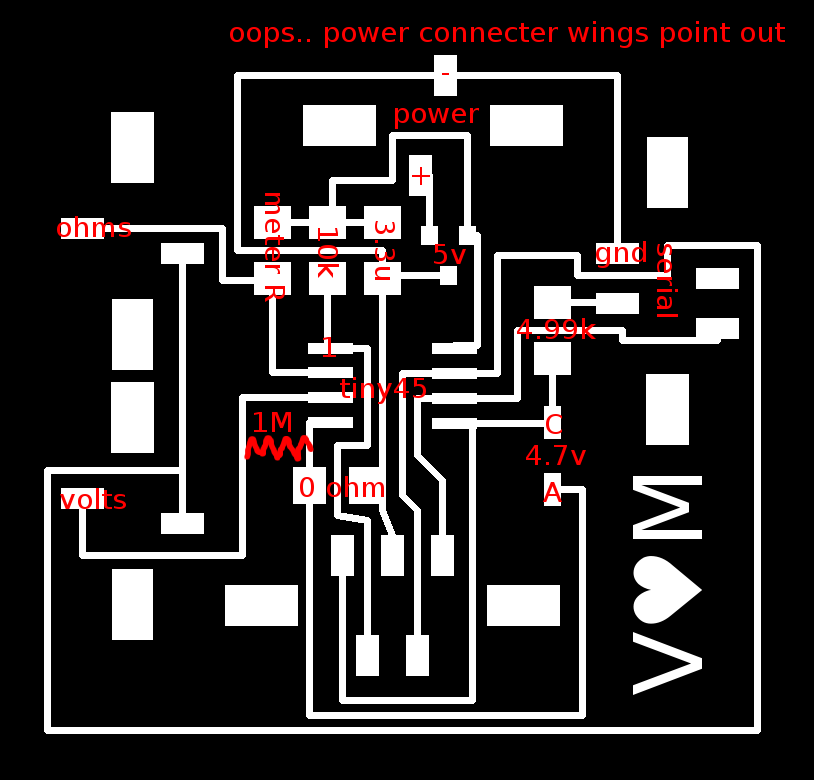 oops.. power connecter wings point out
-
power
+
meter R
10k
3.3u
ohms
5v
gnd
serial
4.99k
1
tiny45
1M
C
4.7v
0 ohm
A
volts
V♥M